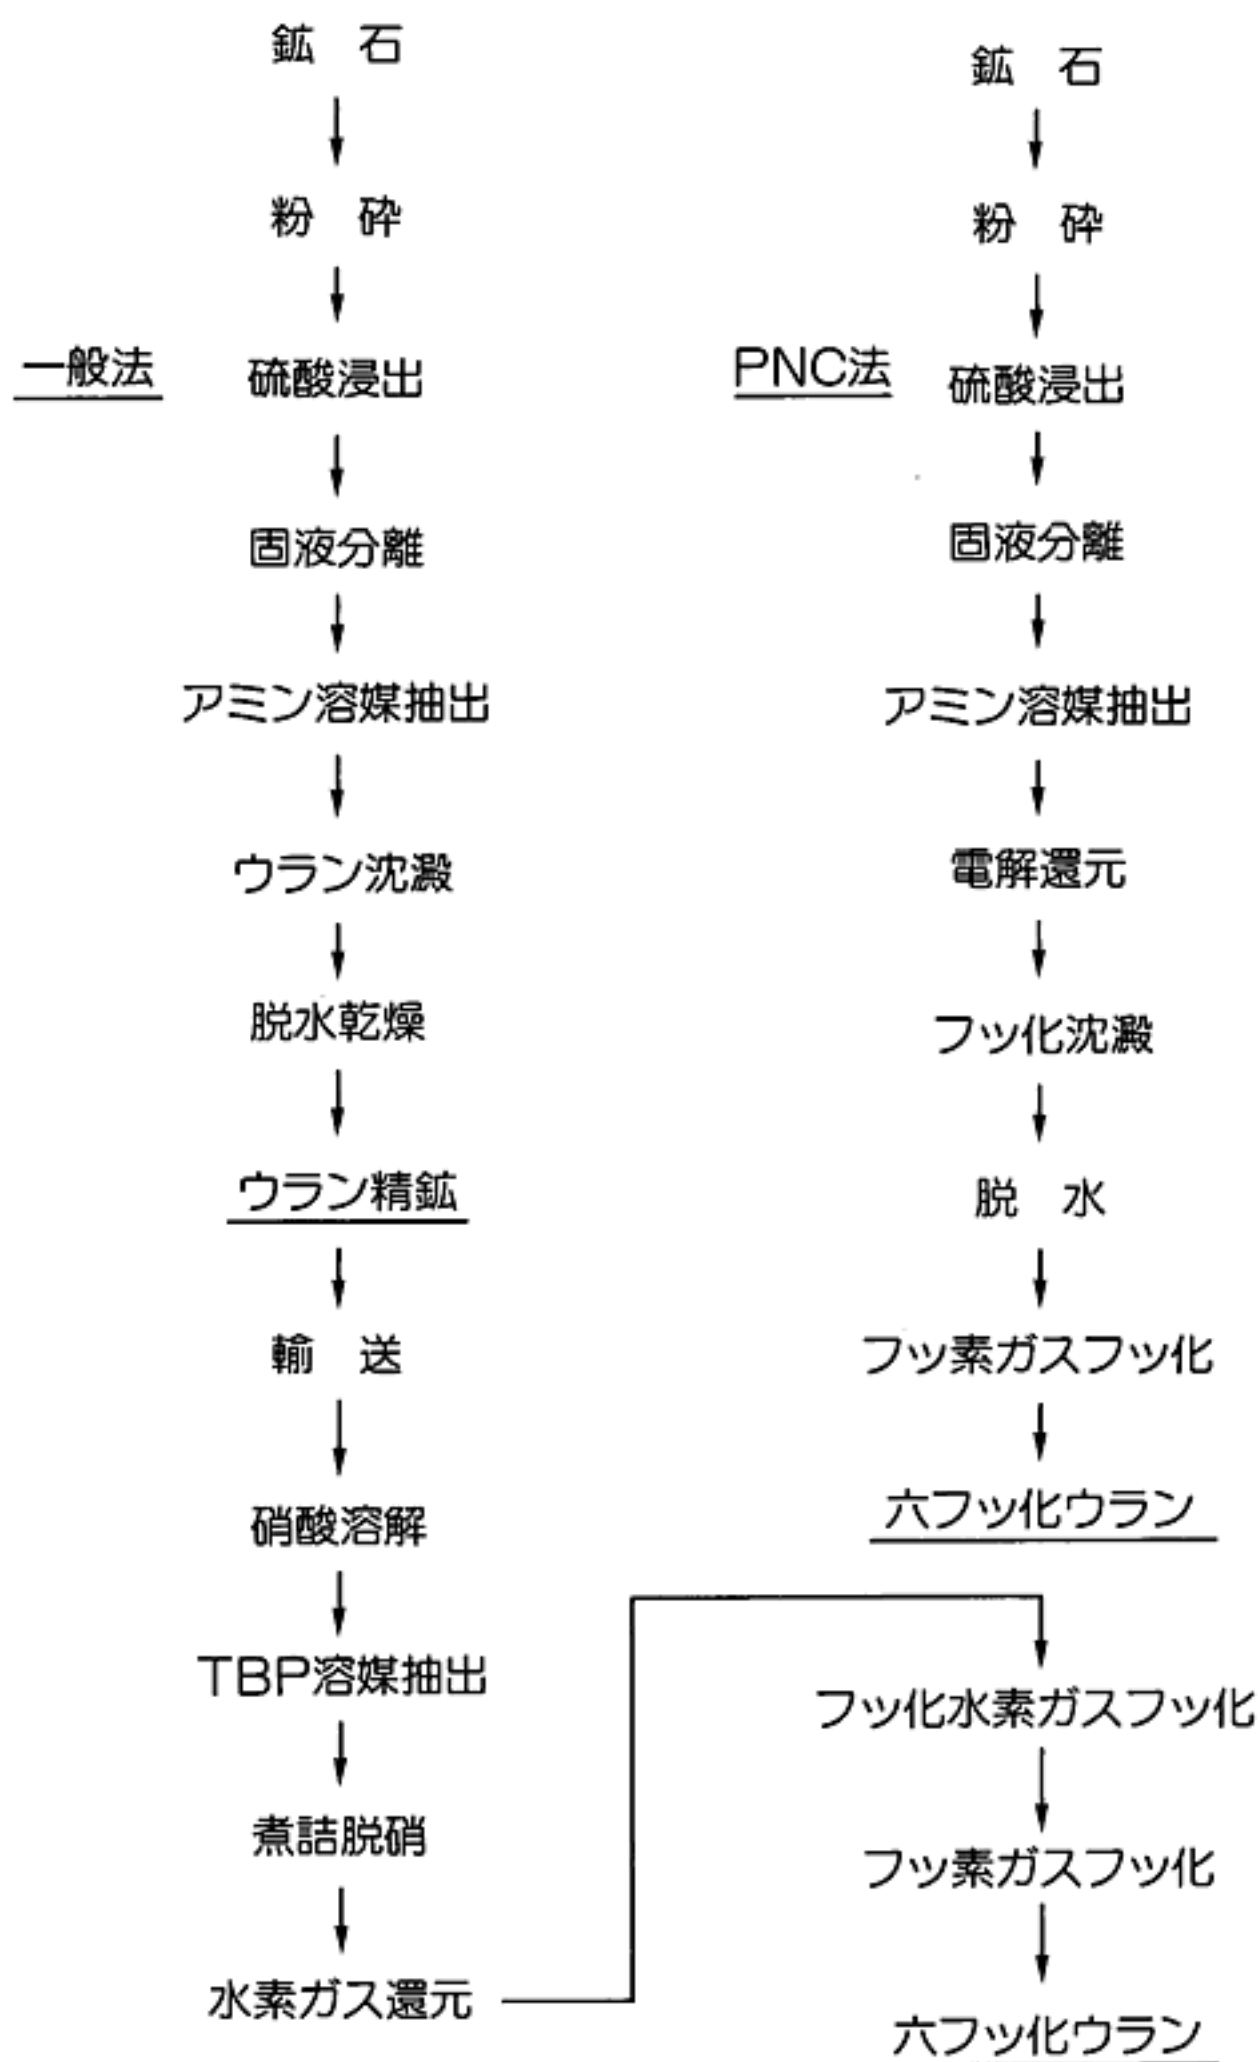 一般法
鉱 石
粉 砕
硫酸浸出
固液分離
アミン溶媒抽出
ウラン沈澱
脱水乾燥
ウラン精鉱
輸 送
硝酸溶解
TBP溶媒抽出
煮詰脱硝
水素ガス還元
フッ化水素ガスフッ化
フッ素ガスフッ化
六フッ化ウラン
PNC法
鉱 石
粉 砕
硫酸浸出
固液分離
アミン溶媒抽出
電解還元
フッ化沈澱
脱 水
フッ素ガスフッ化
六フッ化ウラン